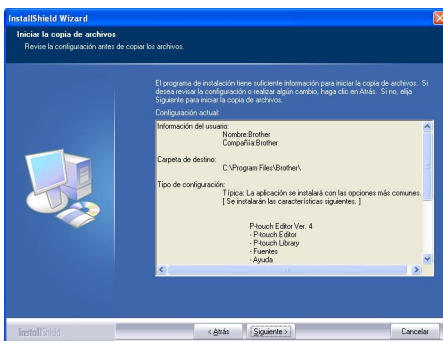 InstallShield Wizard
Iniciar la copia de archivos
Revise la configuración antes de copiar los archivos.
El programa de instalación tiene suficiente información para iniciar la copia de archivos. Si
desea revisar la configuración o realizar algún cambio, haga clic en Atrás. Si no, elija
Siguiente para iniciar la copia de archivos.
Configuración actual:
Información del usuario:
Nombre:Brother
Compañía:Brother
Carpeta de destino:
C:\Program Files\Brother\
Tipo de configuración:
Típica: La aplicación se instalará con las opciones más comunes.
[ Se instalarán las características siguientes. ]
P-touch Editor Ver. 4
- P-touch Editor
- P-touch Library
- Fuentes
- Ayuda
InstallShield
< Atrás
Siguiente >
Cancelar